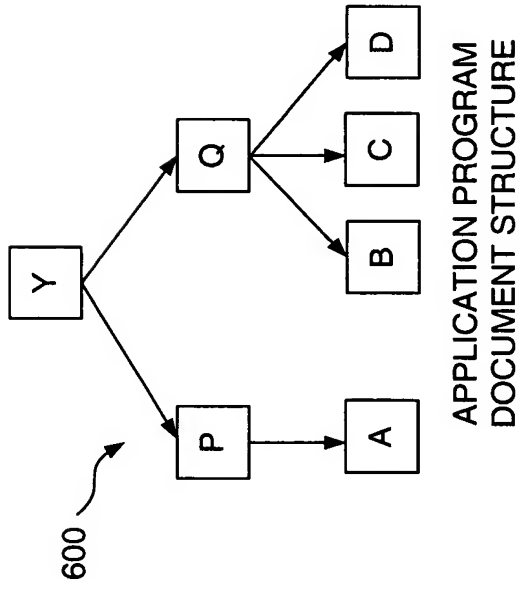 600
Y
P
Q
A
B
C
D
APPLICATION PROGRAM
DOCUMENT STRUCTURE